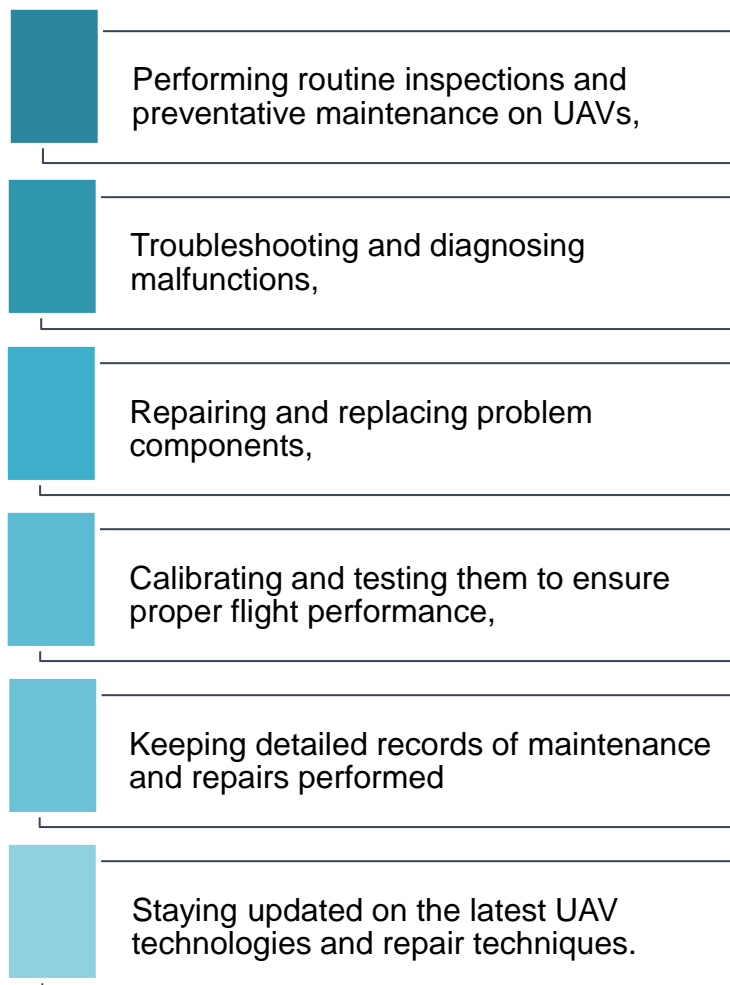 Performing routine inspections and
preventative maintenance on UAVs,
Troubleshooting and diagnosing
malfunctions,
Repairing and replacing problem
components,
Calibrating and testing them to ensure
proper flight performance,
Keeping detailed records of maintenance
and repairs performed
Staying updated on the latest UAV
technologies and repair techniques.